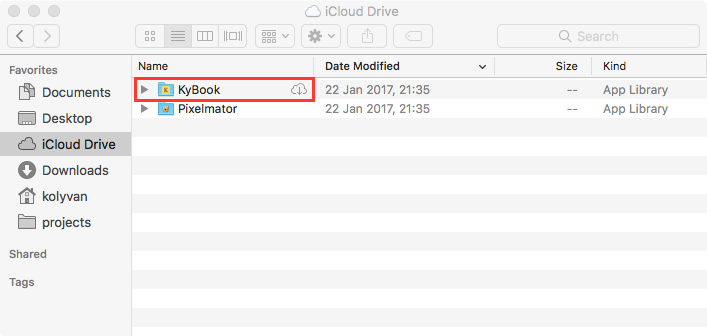 iCloud Drive
Search
Favorites
Documents
Desktop
iCloud Drive
Downloads
kolyvan
projects
Shared
Tags
Name Date Modified Size Kind
KyBook 22 Jan 2017, 21:35 -- App Library
Pixelmator 22 Jan 2017, 21:35 -- App Library